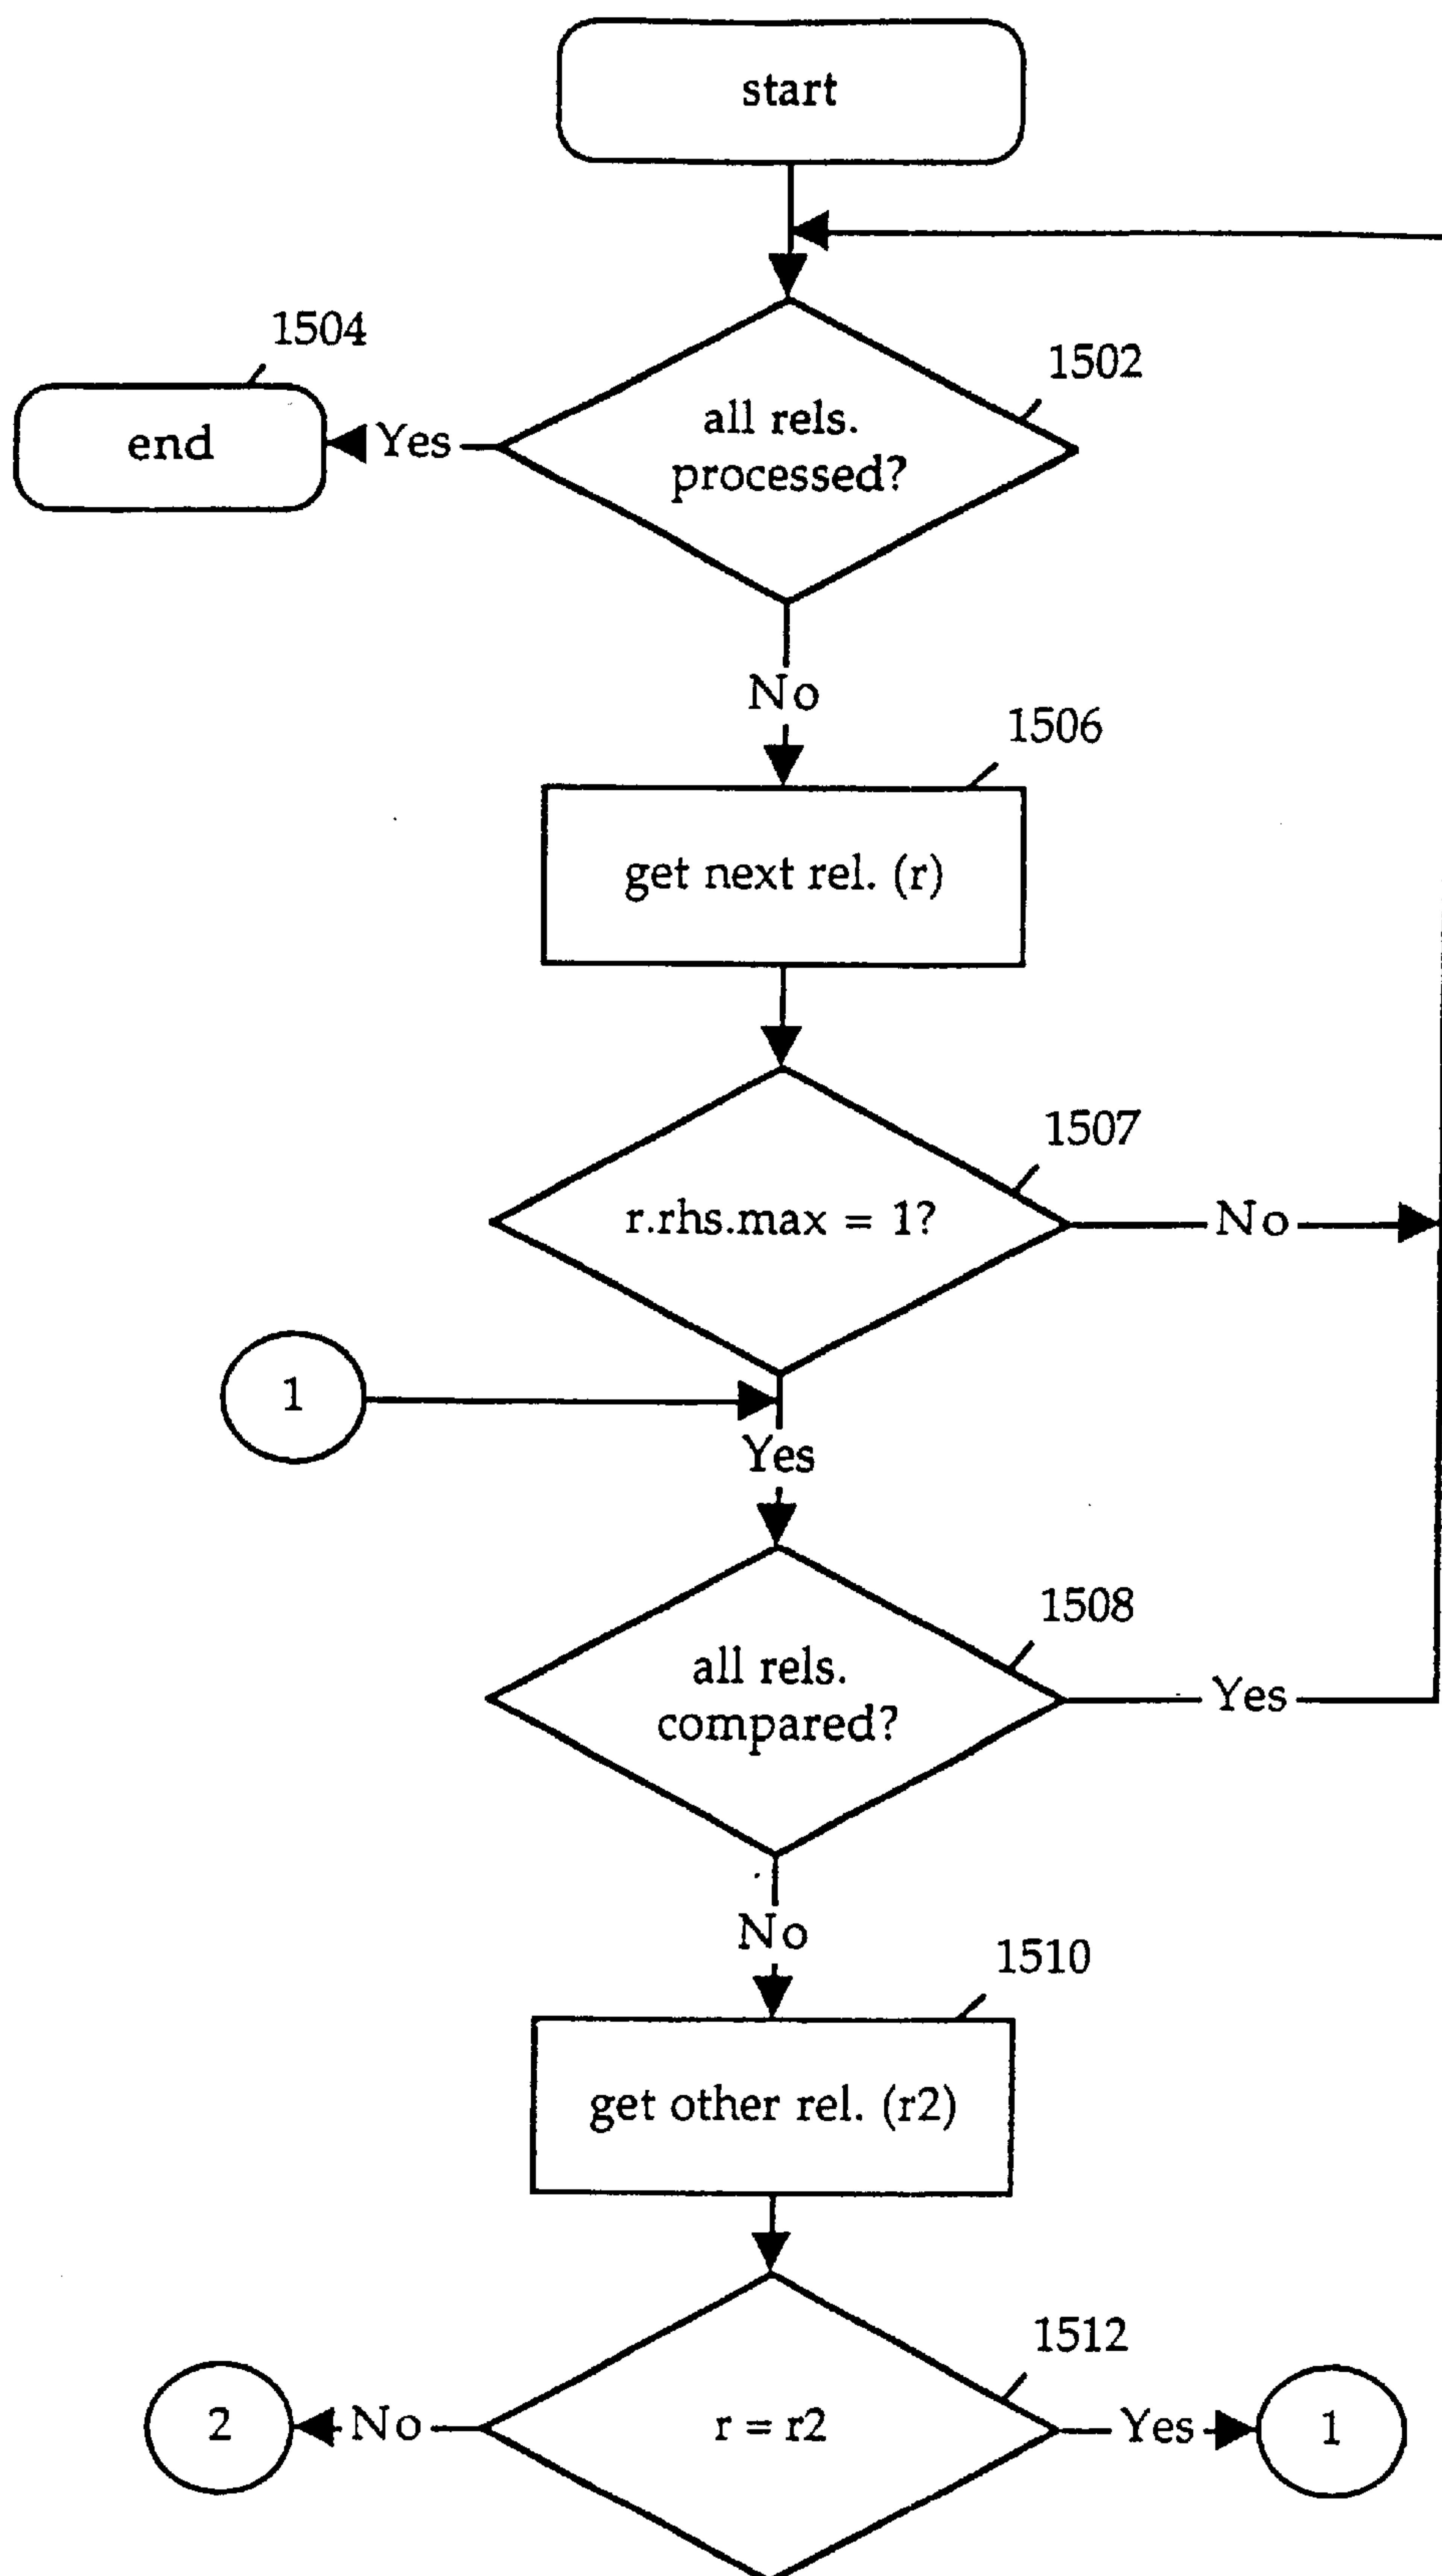 start
1504
1502
all rels.
processed?
end
Yes
No
1506
get next rel. (r)
1507
r.rhs.max = 1?
No
1
Yes
1508
all rels.
compared?
Yes
No
1510
get other rel. (r2)
1512
2
No
r = r2
Yes
1